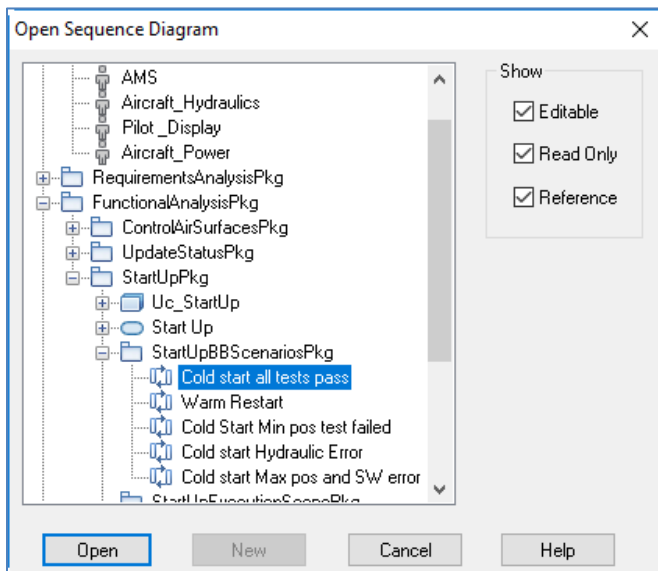 Open Sequence Diagram
AMS
Aircraft_Hydraulics
Pilot _Display
Aircraft_Power
RequirementsAnalysisPkg
FunctionalAnalysisPkg
ControlAirSurfacesPkg
UpdateStatusPkg
StartUpPkg
Uc_StartUp
Start Up
StartUpBBScenariosPkg
Cold start all tests pass
Warm Restart
Cold Start Min pos test failed
Cold start Hydraulic Error
Cold start Max pos and SW error
Show
Editable
Read Only
Reference
Open
New
Cancel
Help